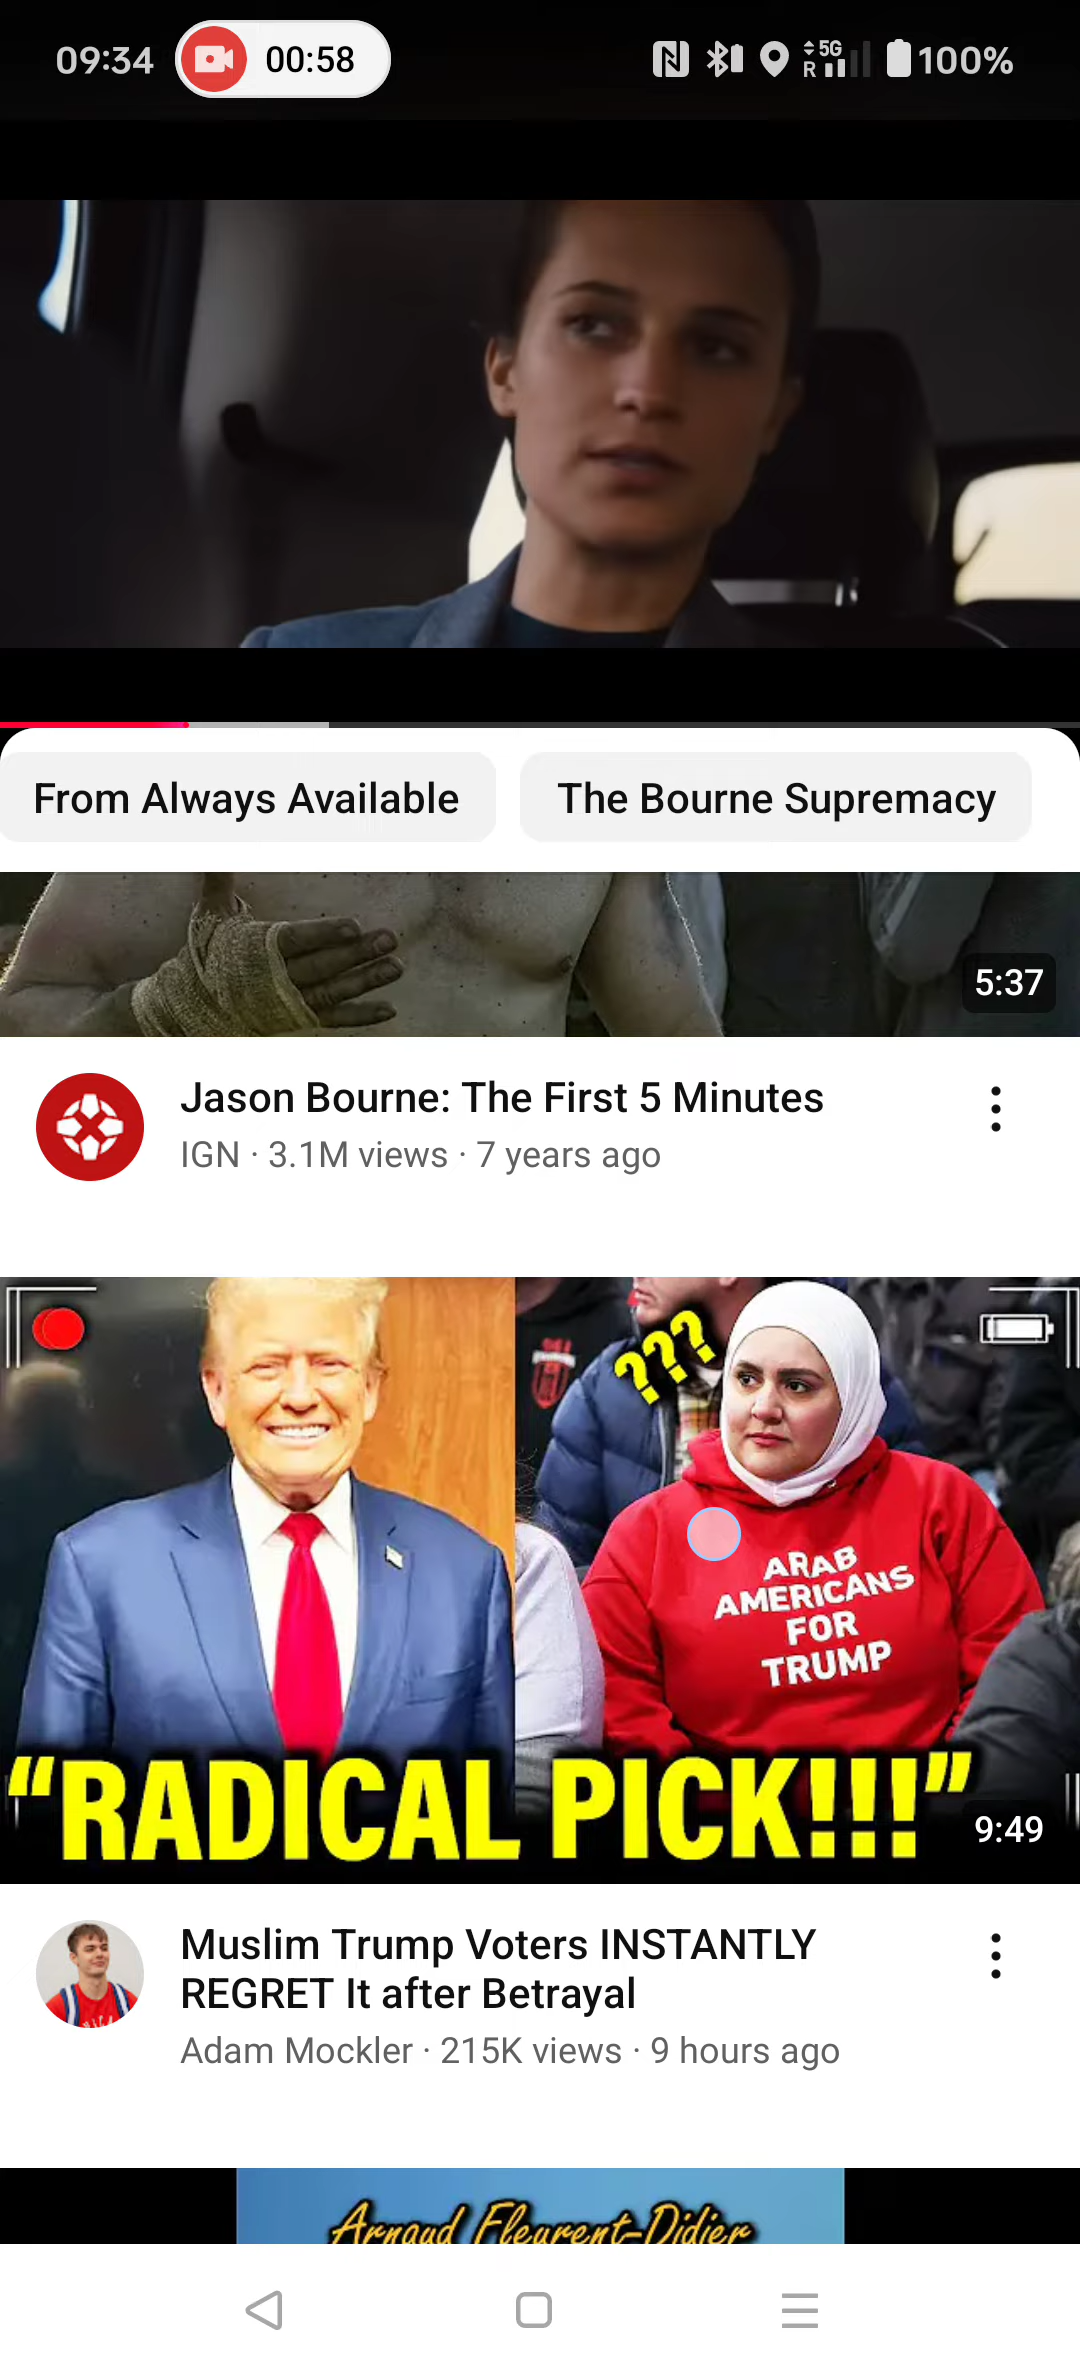 09:34
00:58
5G
R
100%
From Always Available
The Bourne Supremacy
5:37
Jason Bourne: The First 5 Minutes
IGN · 3.1M views · 7 years ago
???
ARAB
AMERICANS
FOR
TRUMP
“RADICAL PICK!!!”
9:49
Muslim Trump Voters INSTANTLY
REGRET It after Betrayal
Adam Mockler · 215K views · 9 hours ago
Arnaud Fleurent-Didier